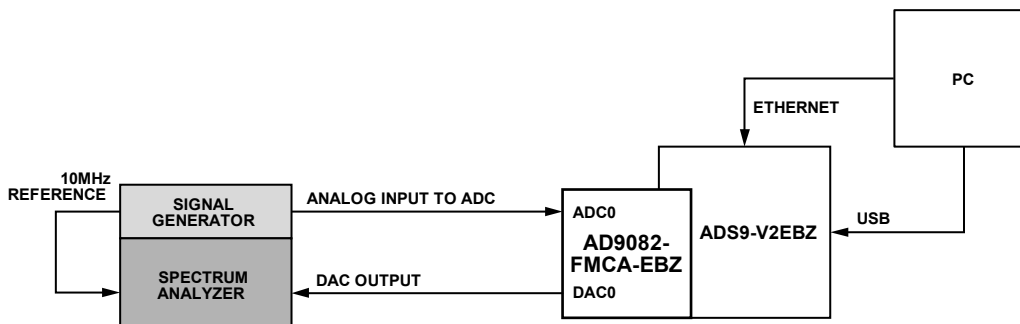 PC
ETHERNET
10MHz
REFERENCE
SIGNAL
GENERATOR
ANALOG INPUT TO ADC
ADC0
AD9082-
FMCA-EBZ
ADS9-V2EBZ
USB
SPECTRUM
ANALYZER
DAC OUTPUT
DAC0